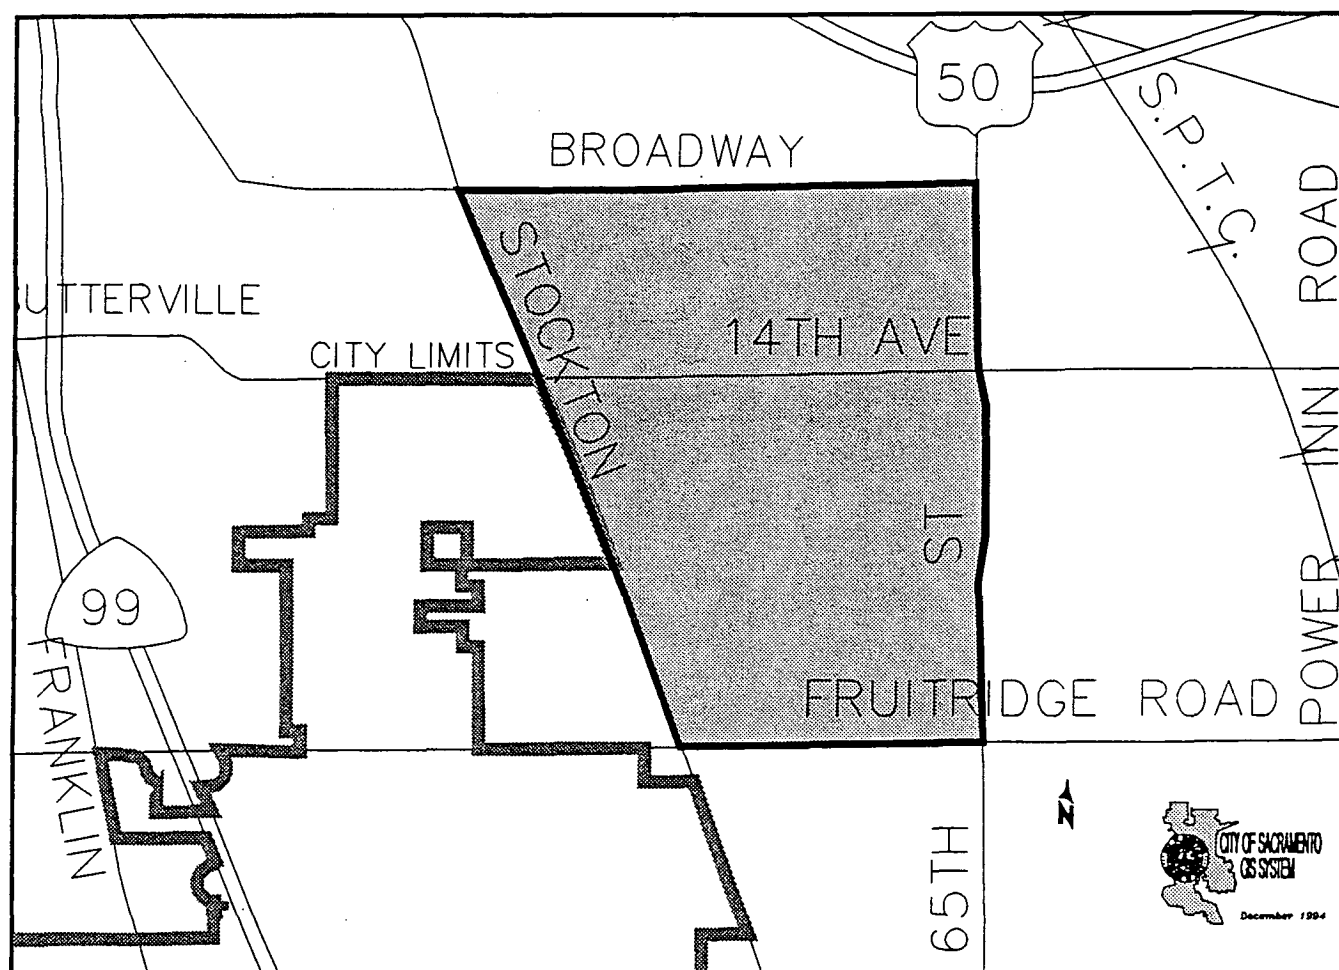 50
S.P.T.C.
BROADWAY
POWER INN ROAD
STOCKTON
UTTERVILLE
14TH AVE
CITY LIMITS
65TH ST
99
FRUITRIDGE ROAD
FRANKLIN
N
CITY OF SACRAMENTO
GIS SYSTEM
December 1994